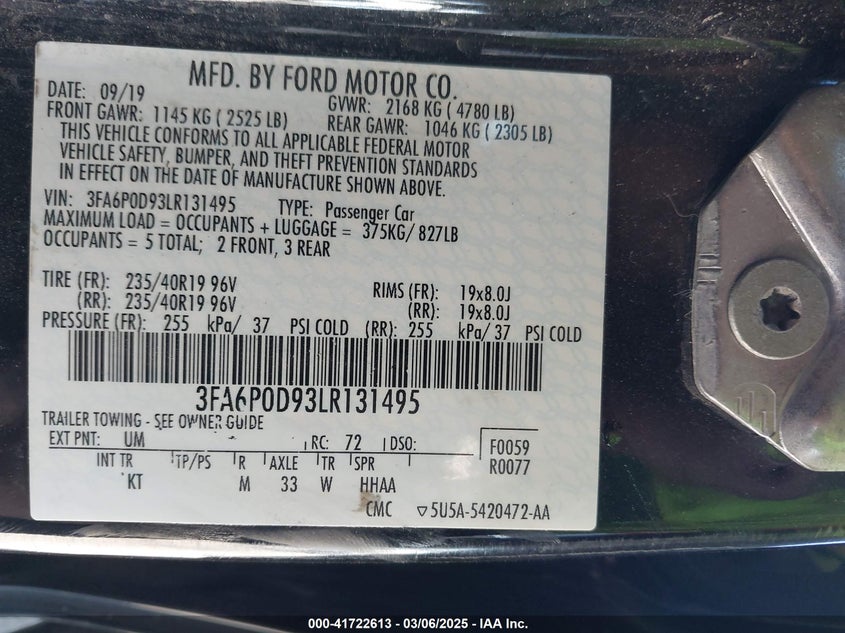 MFD. BY FORD MOTOR CO.
DATE: 09/19 GVWR: 2168 KG ( 4780 LB)
FRONT GAWR: 1145 KG ( 2525 LB) REAR GAWR: 1046 KG ( 2305 LB)
THIS VEHICLE CONFORMS TO ALL APPLICABLE FEDERAL MOTOR
VEHICLE SAFETY, BUMPER, AND THEFT PREVENTION STANDARDS
IN EFFECT ON THE DATE OF MANUFACTURE SHOWN ABOVE.
VIN: 3FA6P0D93LR131495 TYPE: Passenger Car
MAXIMUM LOAD = OCCUPANTS + LUGGAGE = 375KG/ 827LB
OCCUPANTS = 5 TOTAL; 2 FRONT, 3 REAR
TIRE (FR): 235/40R19 96V RIMS (FR): 19x8.0J
(RR): 235/40R19 96V (RR): 19x8.0J
PRESSURE (FR): 255 kPa/ 37 PSI COLD (RR): 255 kPa/ 37 PSI COLD
3FA6P0D93LR131495
TRAILER TOWING - SEE OWNER GUIDE
EXT PNT: UM RC: 72 DSO: F0059
R0077
INT TR TP/PS R AXLE TR SPR
KT M 33 W HHAA
CMC ▽5U5A-5420472-AA
000-41722613 - 03/06/2025 - IAA Inc.